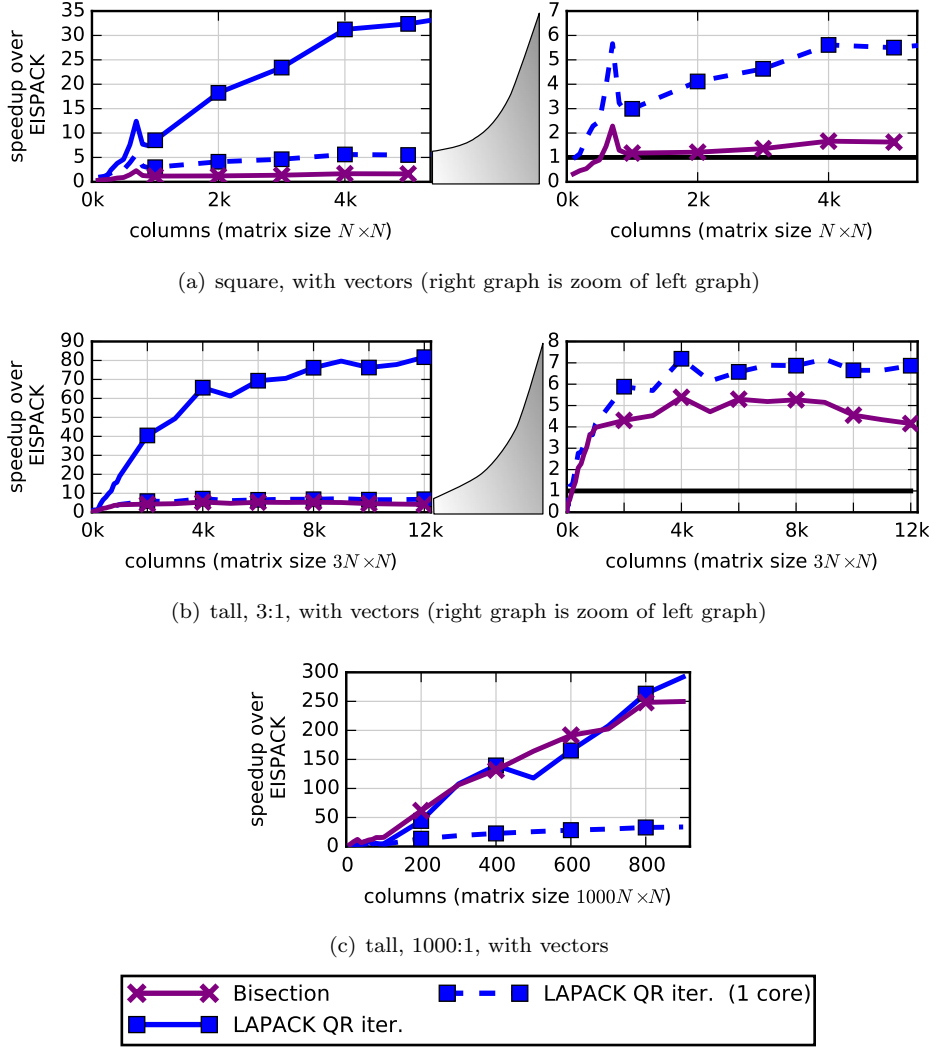 speedup over
EISPACK
35
30
25
20
15
10
5
0
0k
2k
4k
columns (matrix size N×N)
7
6
5
4
3
2
1
0
0k
2k
4k
columns (matrix size N×N)
(a) square, with vectors (right graph is zoom of left graph)
speedup over
EISPACK
90
80
70
60
50
40
30
20
10
0
0k
2k
4k
6k
8k
10k
12k
columns (matrix size 3N×N)
8
7
6
5
4
3
2
1
0
0k
2k
4k
6k
8k
10k
12k
columns (matrix size 3N×N)
(b) tall, 3:1, with vectors (right graph is zoom of left graph)
speedup over
EISPACK
300
250
200
150
100
50
0
0
200
400
600
800
columns (matrix size 1000N×N)
(c) tall, 1000:1, with vectors
Bisection
LAPACK QR iter.
LAPACK QR iter. (1 core)